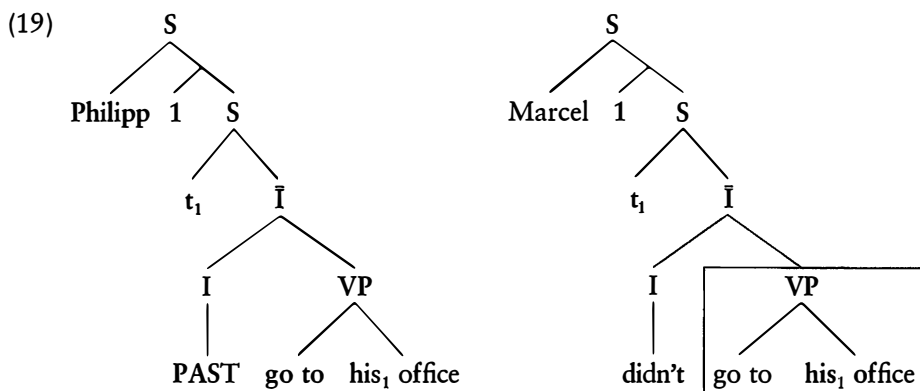 (19) S S
Philipp 1 S Marcel 1 S
t₁ Ī t₁ Ī
I VP I VP
PAST go to his₁ office didn't go to his₁ office